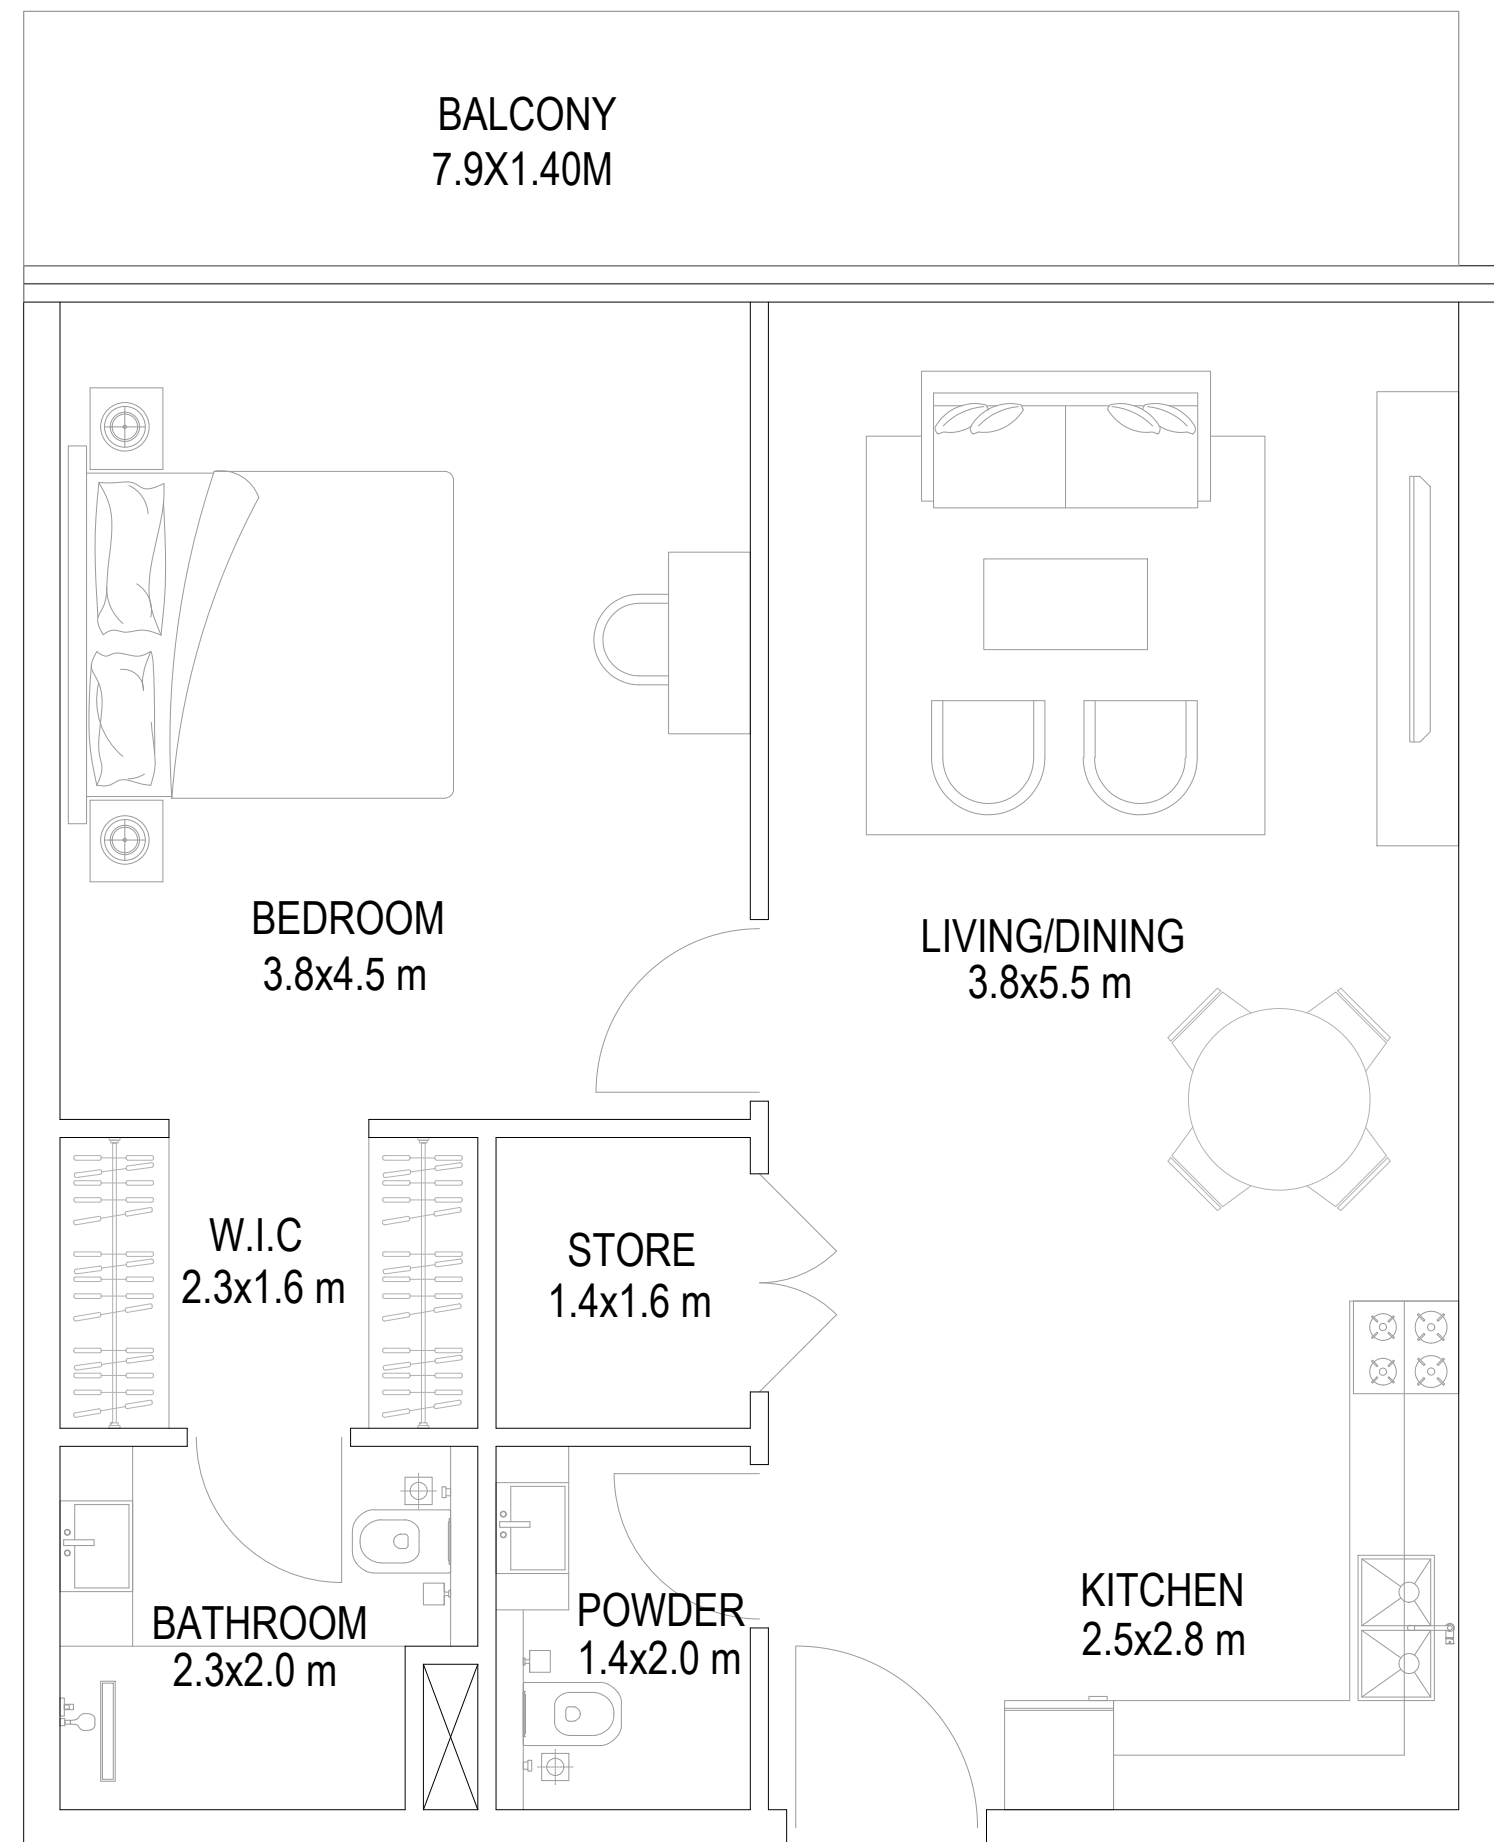 BALCONY
7.9X1.40M
BEDROOM
3.8x4.5 m
LIVING/DINING
3.8x5.5 m
W.I.C
2.3x1.6 m
STORE
1.4x1.6 m
BATHROOM
2.3x2.0 m
POWDER
1.4x2.0 m
KITCHEN
2.5x2.8 m